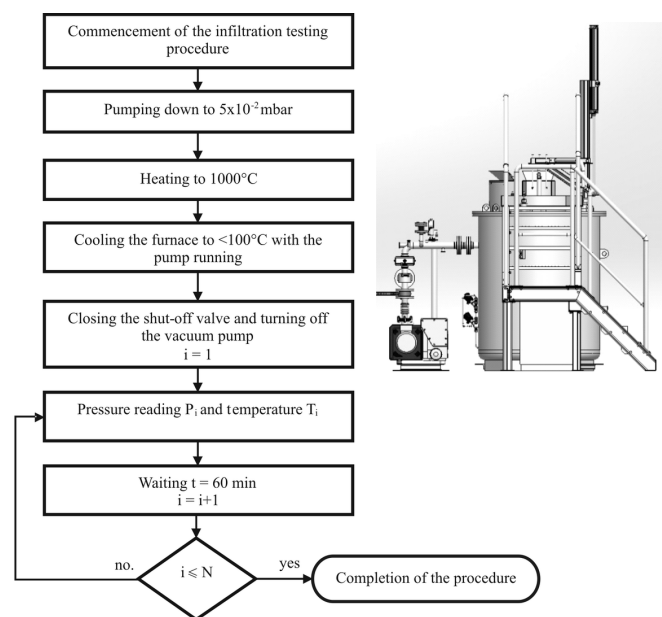 Commencement of the infiltration testing
procedure
Pumping down to 5x10⁻² mbar
Heating to 1000°C
Cooling the furnace to <100°C with the
pump running
Closing the shut-off valve and turning off
the vacuum pump
i = 1
Pressure reading Pᵢ and temperature Tᵢ
Waiting t = 60 min
i = i+1
no.
i ⩽ N
yes
Completion of the procedure